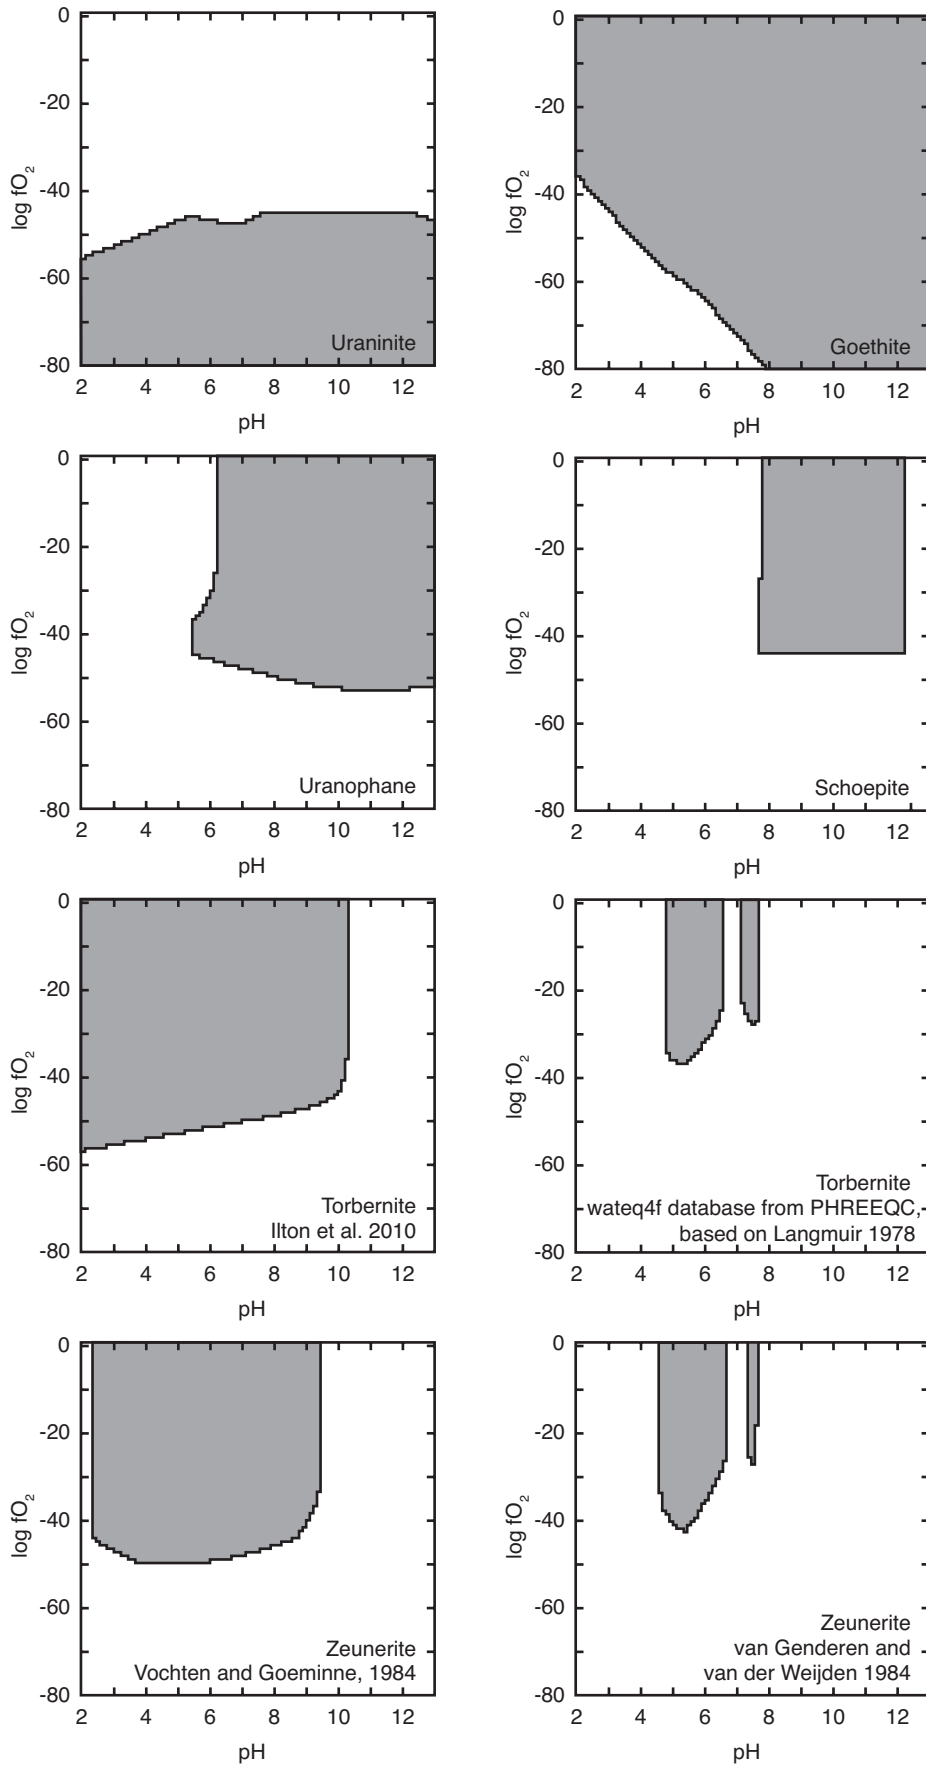 0
-20
-40
-60
-80
log fO2
Uraninite
2 4 6 8 10 12
pH
0
-20
-40
-60
-80
log fO2
Goethite
2 4 6 8 10 12
pH
0
-20
-40
-60
-80
log fO2
Uranophane
2 4 6 8 10 12
pH
0
-20
-40
-60
-80
log fO2
Schoepite
2 4 6 8 10 12
pH
0
-20
-40
-60
-80
log fO2
Torbernite
Ilton et al. 2010
2 4 6 8 10 12
pH
0
-20
-40
-60
-80
log fO2
Torbernite
wateq4f database from PHREEQC,
based on Langmuir 1978
2 4 6 8 10 12
pH
0
-20
-40
-60
-80
log fO2
Zeunerite
Vochten and Goeminne, 1984
2 4 6 8 10 12
pH
0
-20
-40
-60
-80
log fO2
Zeunerite
van Genderen and
van der Weijden 1984
2 4 6 8 10 12
pH